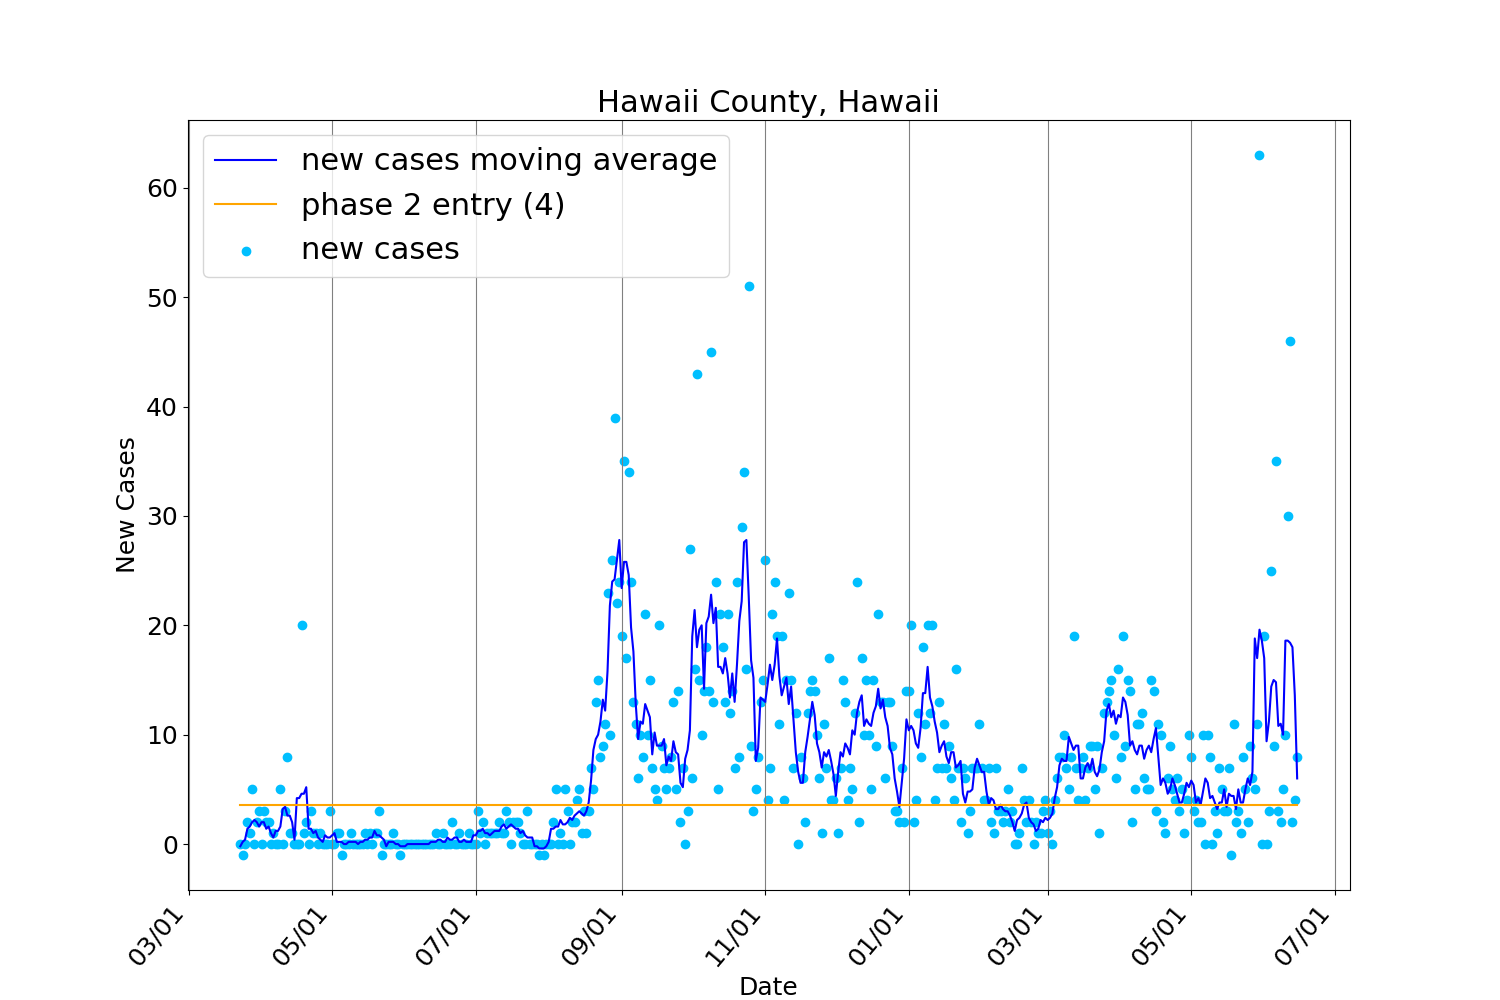 Hawaii County, Hawaii
new cases moving average
phase 2 entry (4)
new cases
60
50
40
30
20
10
0
New Cases
03/01
05/01
07/01
09/01
11/01
01/01
03/01
05/01
07/01
Date